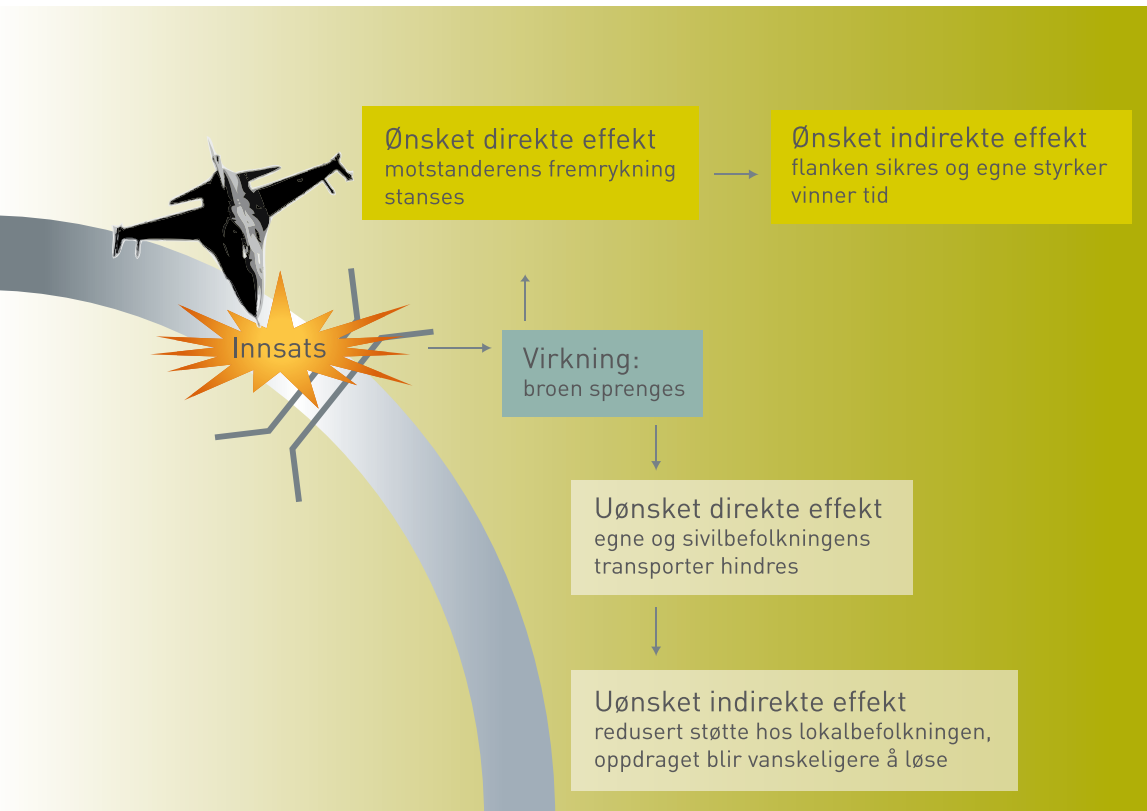 Ønsket direkte effekt
motstanderens fremrykning
stanses
Ønsket indirekte effekt
flanken sikres og egne styrker
vinner tid
Innsats
Virkning:
broen sprenges
Uønsket direkte effekt
egne og sivilbefolkningens
transporter hindres
Uønsket indirekte effekt
redusert støtte hos lokalbefolkningen,
oppdraget blir vanskeligere å løse